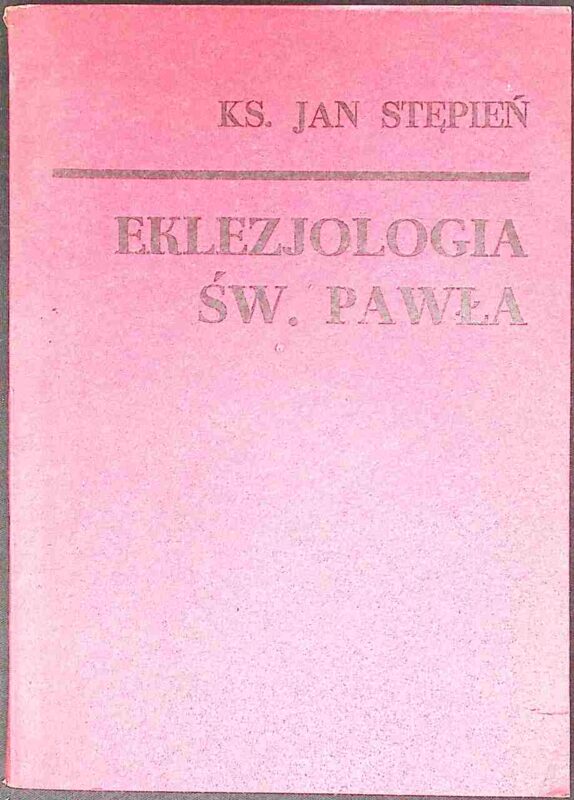 KS. JAN STĘPIEŃ
EKLEZJOLOGIA
ŚW. PAWŁA